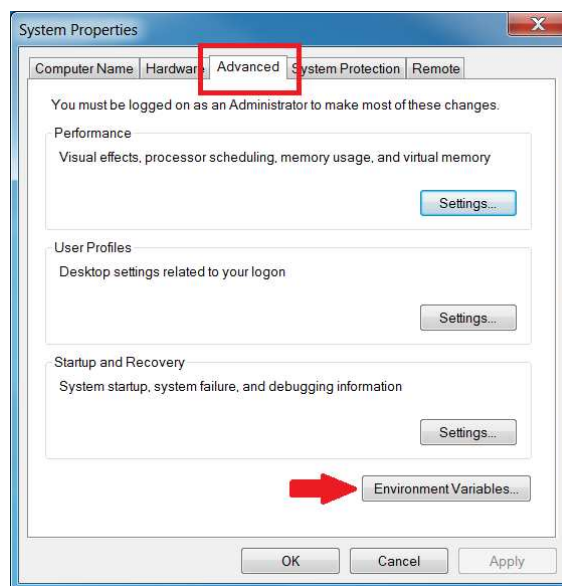 System Properties
Computer Name Hardware Advanced System Protection Remote
You must be logged on as an Administrator to make most of these changes.
Performance
Visual effects, processor scheduling, memory usage, and virtual memory
Settings...
User Profiles
Desktop settings related to your logon
Settings...
Startup and Recovery
System startup, system failure, and debugging information
Settings...
Environment Variables...
OK Cancel Apply